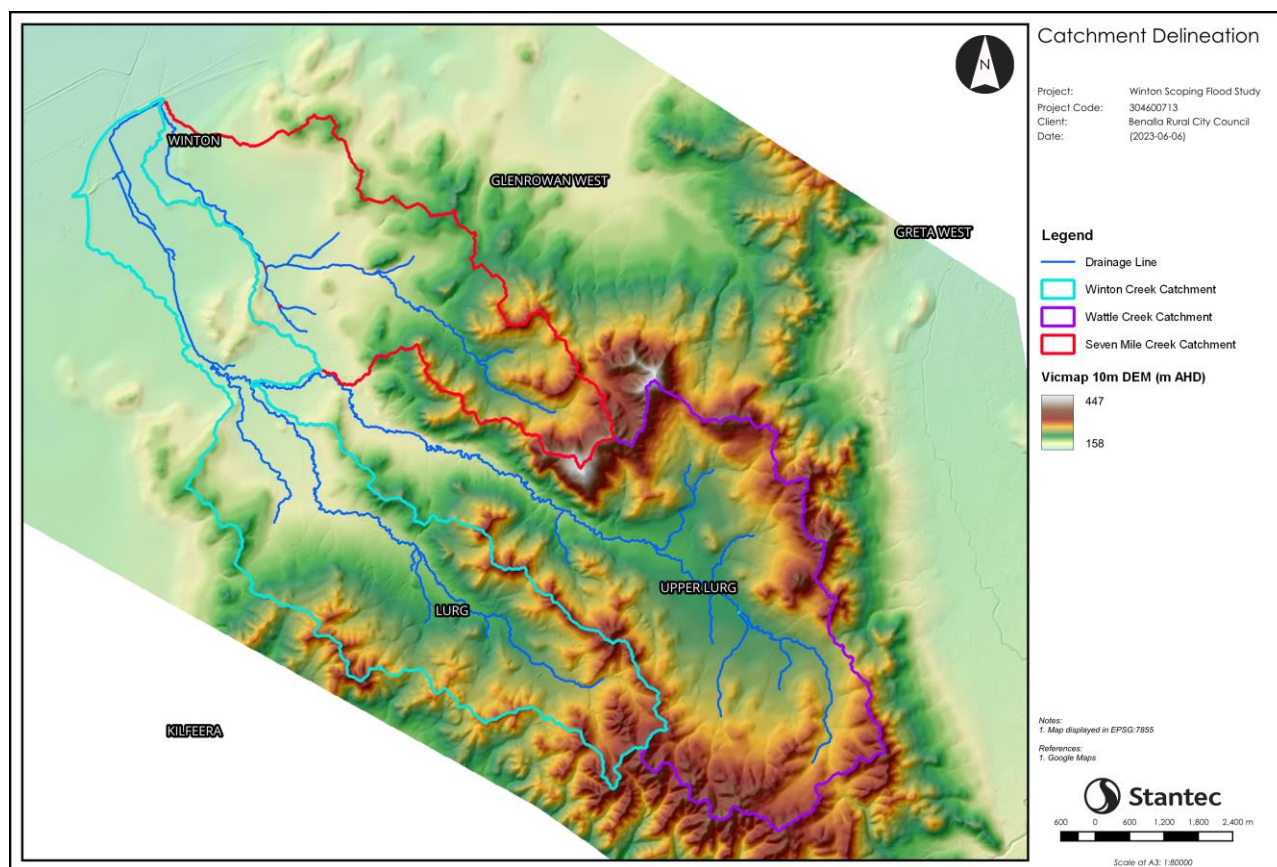 Catchment Delineation
Project: Winton Scoping Flood Study
Project Code: 304600713
Client: Benalla Rural City Council
Date: (2023-06-06)
N
WINTON
GLENROWAN WEST
GRETA WEST
UPPER LURG
LURG
KILFEERA
Legend
Drainage Line
Winton Creek Catchment
Wattle Creek Catchment
Seven Mile Creek Catchment
Vicmap 10m DEM (m AHD)
447
158
Notes:
1. Map displayed in EPSG:7855
References:
1. Google Maps
Stantec
600 0 600 1,200 1,800 2,400 m
Scale at A3: 1:80000